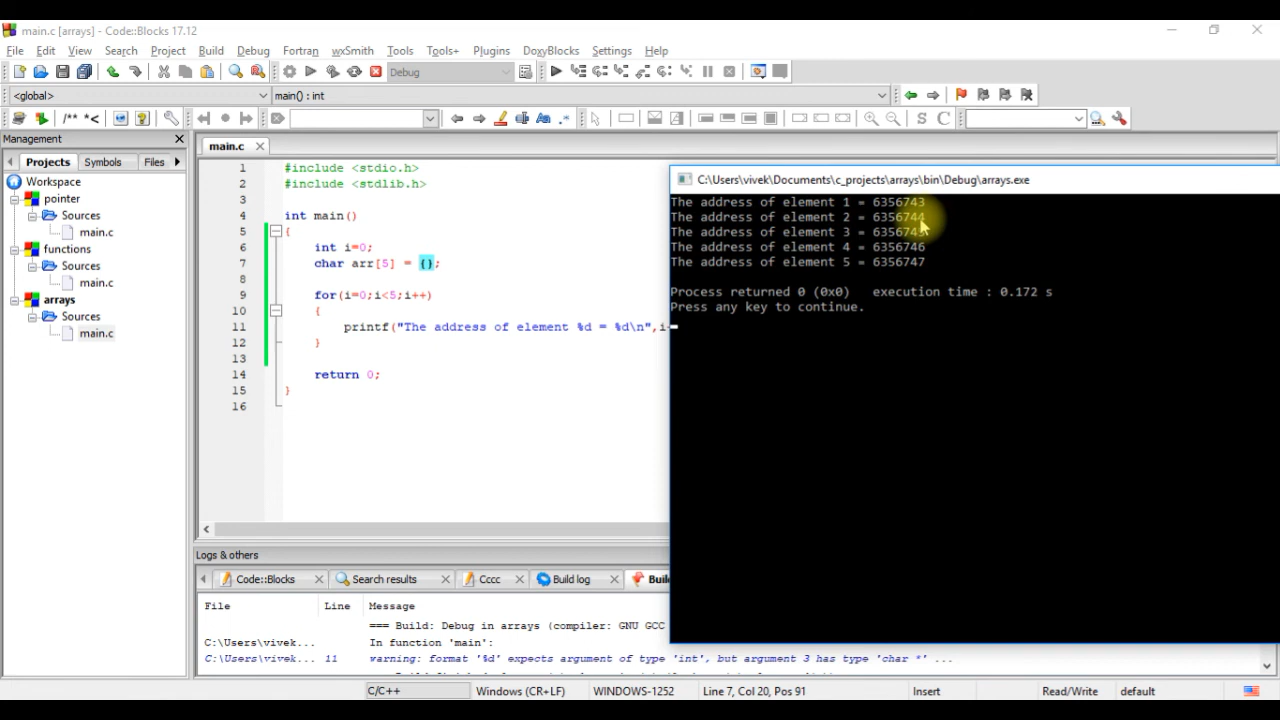 main.c [arrays] - Code::Blocks 17.12
File Edit View Search Project Build Debug Fortran wxSmith Tools Tools+ Plugins DoxyBlocks Settings Help
Debug
<global> main() : int
/** *<
S C
Management
Projects Symbols Files
Workspace
pointer
Sources
main.c
functions
Sources
main.c
arrays
Sources
main.c
main.c
1 #include <stdio.h>
2 #include <stdlib.h>
3
4 int main()
5 {
6 int i=0;
7 char arr[5] = {};
8
9 for(i=0;i<5;i++)
10 {
11 printf("The address of element %d = %d\n",i
12 }
13
14 return 0;
15 }
16
C:\Users\vivek\Documents\c_projects\arrays\bin\Debug\arrays.exe
The address of element 1 = 6356743
The address of element 2 = 6356744
The address of element 3 = 6356745
The address of element 4 = 6356746
The address of element 5 = 6356747
Process returned 0 (0x0) execution time : 0.172 s
Press any key to continue.
Logs & others
Code::Blocks Search results Cccc Build log Buil
File Line Message
=== Build: Debug in arrays (compiler: GNU GCC
C:\Users\vivek... In function 'main':
C:\Users\vivek... 11 warning: format '%d' expects argument of type 'int', but argument 3 has type 'char *' ...
C/C++ Windows (CR+LF) WINDOWS-1252 Line 7, Col 20, Pos 91 Insert Read/Write default